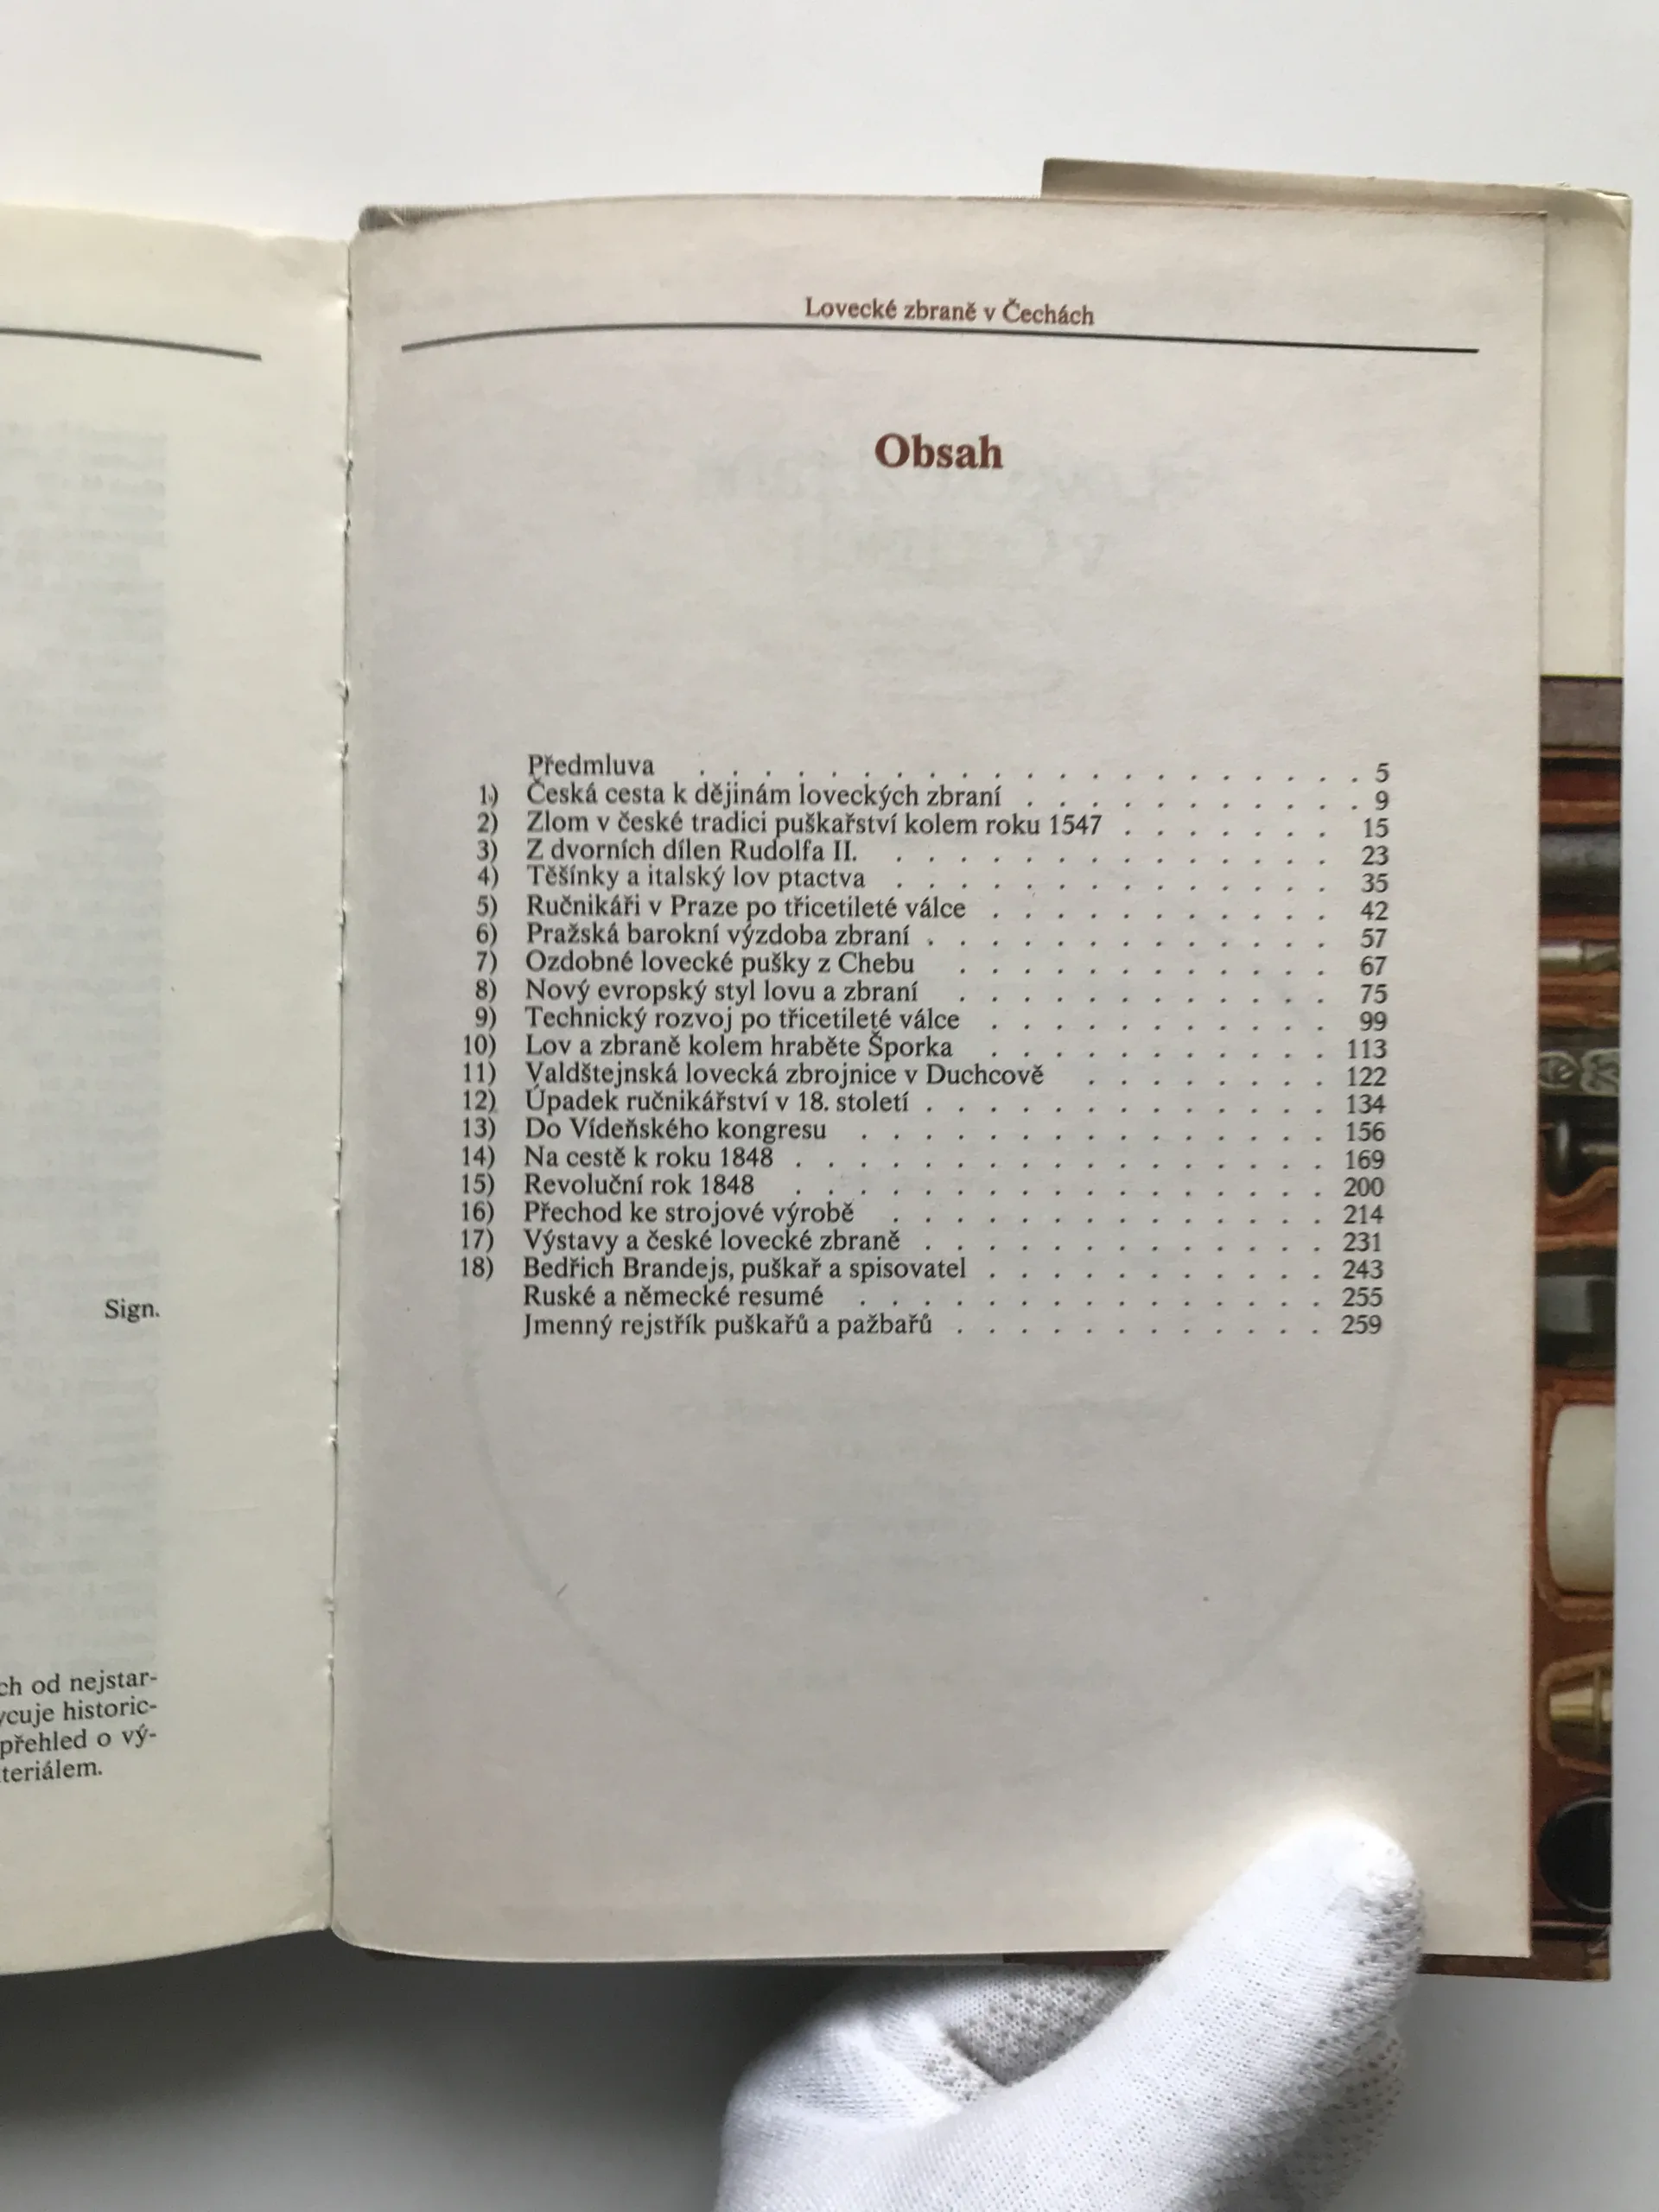 Sign.
ch od nejstar-
ycuje historic-
přehled o vý-
teriálem.
Lovecké zbraně v Čechách
Obsah
Předmluva . . . . . . . . . . . . . . . . . . . . . 5
1) Česká cesta k dějinám loveckých zbraní . . . . . . . . . . . 9
2) Zlom v české tradici puškařství kolem roku 1547 . . . . . . . 15
3) Z dvorních dílen Rudolfa II. . . . . . . . . . . . . . . 23
4) Těšínky a italský lov ptactva . . . . . . . . . . . . . . 35
5) Ručnikáři v Praze po třicetileté válce . . . . . . . . . . . 42
6) Pražská barokní výzdoba zbraní . . . . . . . . . . . . . 57
7) Ozdobné lovecké pušky z Chebu . . . . . . . . . . . . 67
8) Nový evropský styl lovu a zbraní . . . . . . . . . . . . 75
9) Technický rozvoj po třicetileté válce . . . . . . . . . . . 99
10) Lov a zbraně kolem hraběte Šporka . . . . . . . . . . . 113
11) Valdštejnská lovecká zbrojnice v Duchcově . . . . . . . . 122
12) Úpadek ručnikářství v 18. století . . . . . . . . . . . . . 134
13) Do Vídeňského kongresu . . . . . . . . . . . . . . . 156
14) Na cestě k roku 1848 . . . . . . . . . . . . . . . . . 169
15) Revoluční rok 1848 . . . . . . . . . . . . . . . . . 200
16) Přechod ke strojové výrobě . . . . . . . . . . . . . . 214
17) Výstavy a české lovecké zbraně . . . . . . . . . . . . . 231
18) Bedřich Brandejs, puškař a spisovatel . . . . . . . . . . . 243
Ruské a německé resumé . . . . . . . . . . . . . . . 255
Jmenný rejstřík puškařů a pažbařů . . . . . . . . . . . . 259